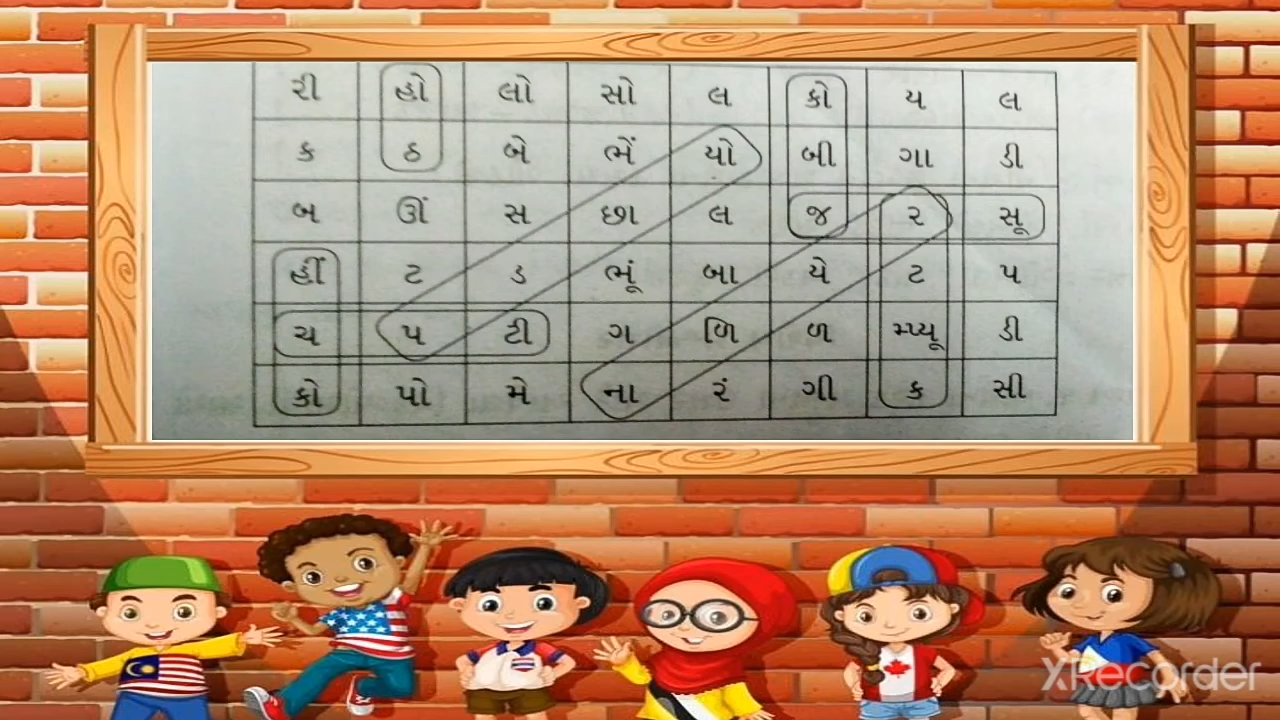 રી હો લો સો લ કો ય લ
ક ઠ બે ભેં યો બી ગા ડી
બ ઊં સ છા લ જ ર સૂ
હીં ટ ડ ભૂં બા યે ટ પ
ચ પ ટી ગ ળિ ળ મ્પ્યૂ ડી
કો પો મે ના રં ગી ક સી
XRecorder